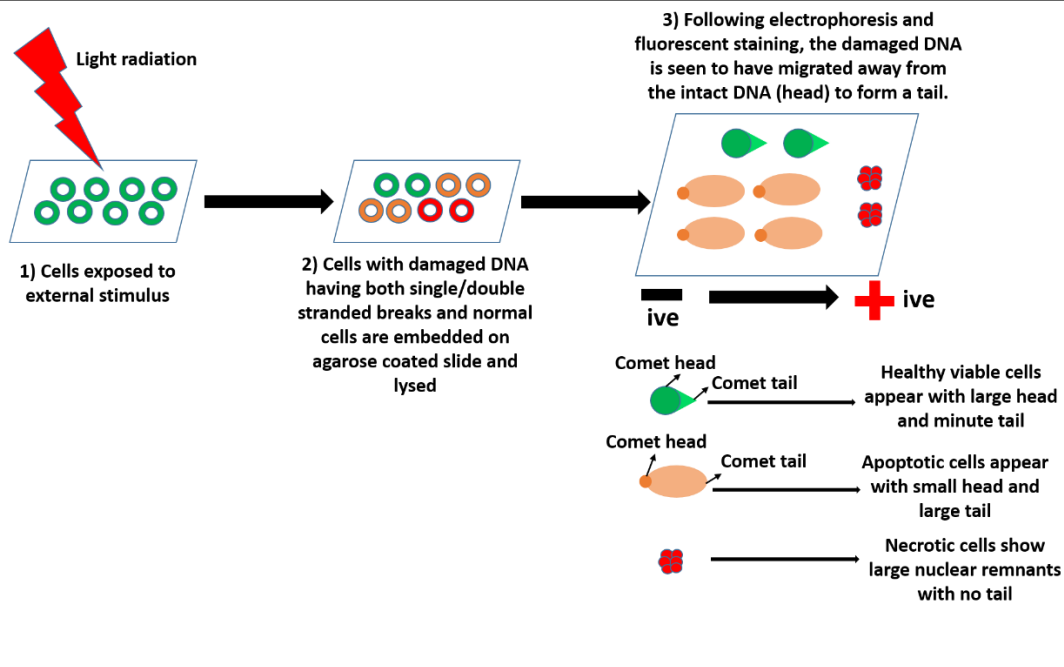 Light radiation
1) Cells exposed to
external stimulus
2) Cells with damaged DNA
having both single/double
stranded breaks and normal
cells are embedded on
agarose coated slide and
lysed
3) Following electrophoresis and
fluorescent staining, the damaged DNA
is seen to have migrated away from
the intact DNA (head) to form a tail.
ive
ive
Comet head
Comet tail
Healthy viable cells
appear with large head
and minute tail
Comet head
Comet tail
Apoptotic cells appear
with small head and
large tail
Necrotic cells show
large nuclear remnants
with no tail